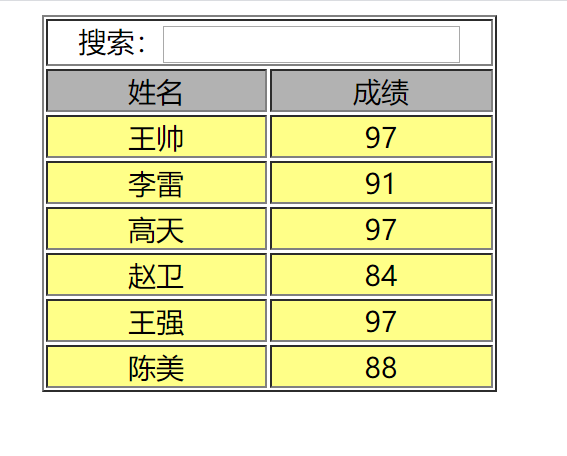 搜索：
姓名 成绩
王帅 97
李雷 91
高天 97
赵卫 84
王强 97
陈美 88